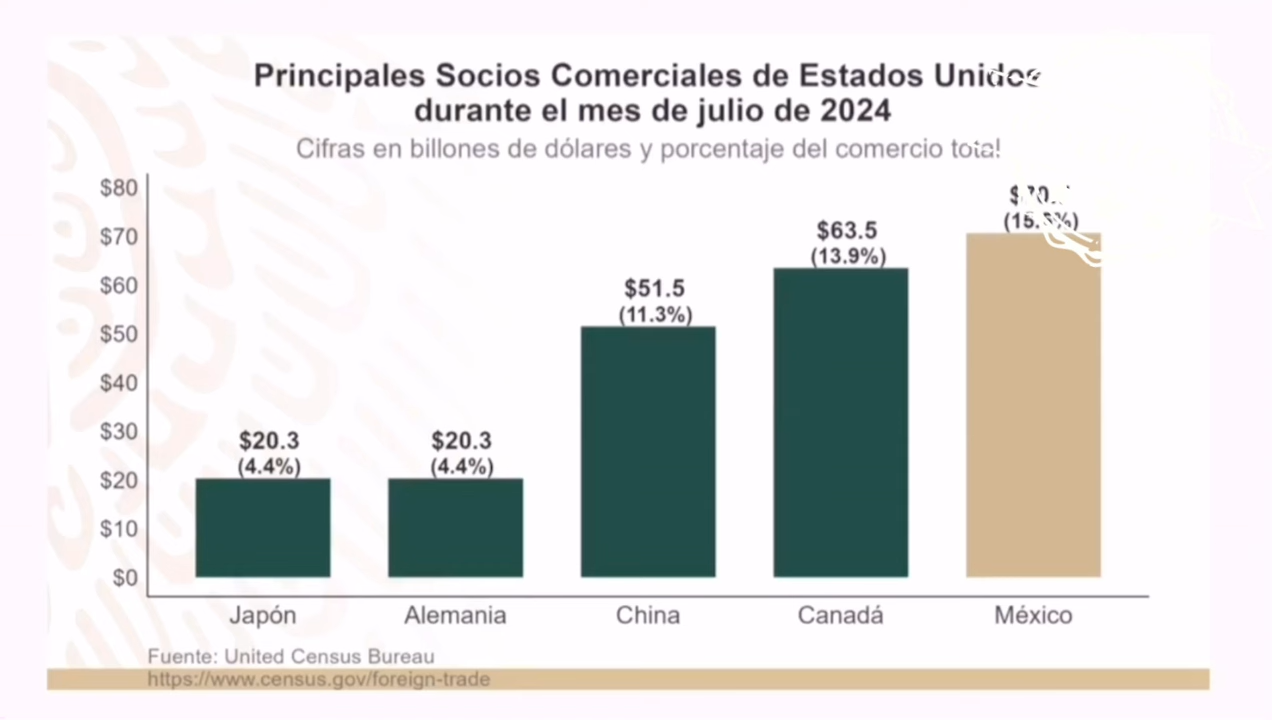 Principales Socios Comerciales de Estados Unidos
durante el mes de julio de 2024
Cifras en billones de dólares y porcentaje del comercio total
$80
$70
$60
$50
$40
$30
$20
$10
$0
$20.3
(4.4%)
$20.3
(4.4%)
$51.5
(11.3%)
$63.5
(13.9%)
Japón
Alemania
China
Canadá
México
Fuente: United Census Bureau
https://www.census.gov/foreign-trade